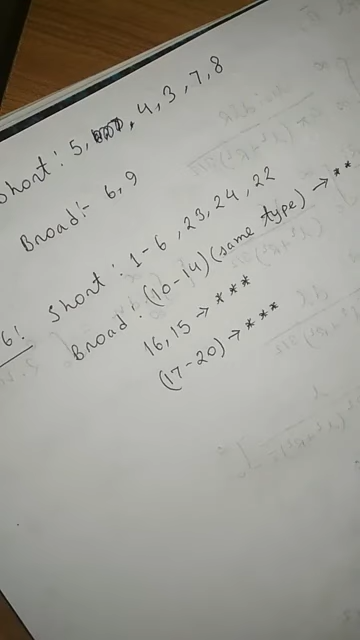 Short: 5, 4, 3, 7, 8
Broad:- 6, 9
6! Short: 1-6, 23, 24, 22
Broad: (10-14) (same type) → **
16, 15 → ***
(17-20) → ***